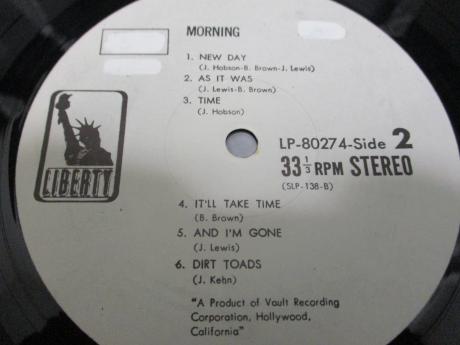 MORNING
1. NEW DAY
(J. Hobson-B. Brown-J. Lewis)
2. AS IT WAS
(J. Lewis-B. Brown)
3. TIME
(J. Hobson)
LIBERTY
LP-80274-Side 2
33 1/3 RPM STEREO
(SLP-138-B)
4. IT'LL TAKE TIME
(B. Brown)
5. AND I'M GONE
(J. Lewis)
6. DIRT TOADS
(J. Kehn)
"A Product of Vault Recording
Corporation, Hollywood,
California"